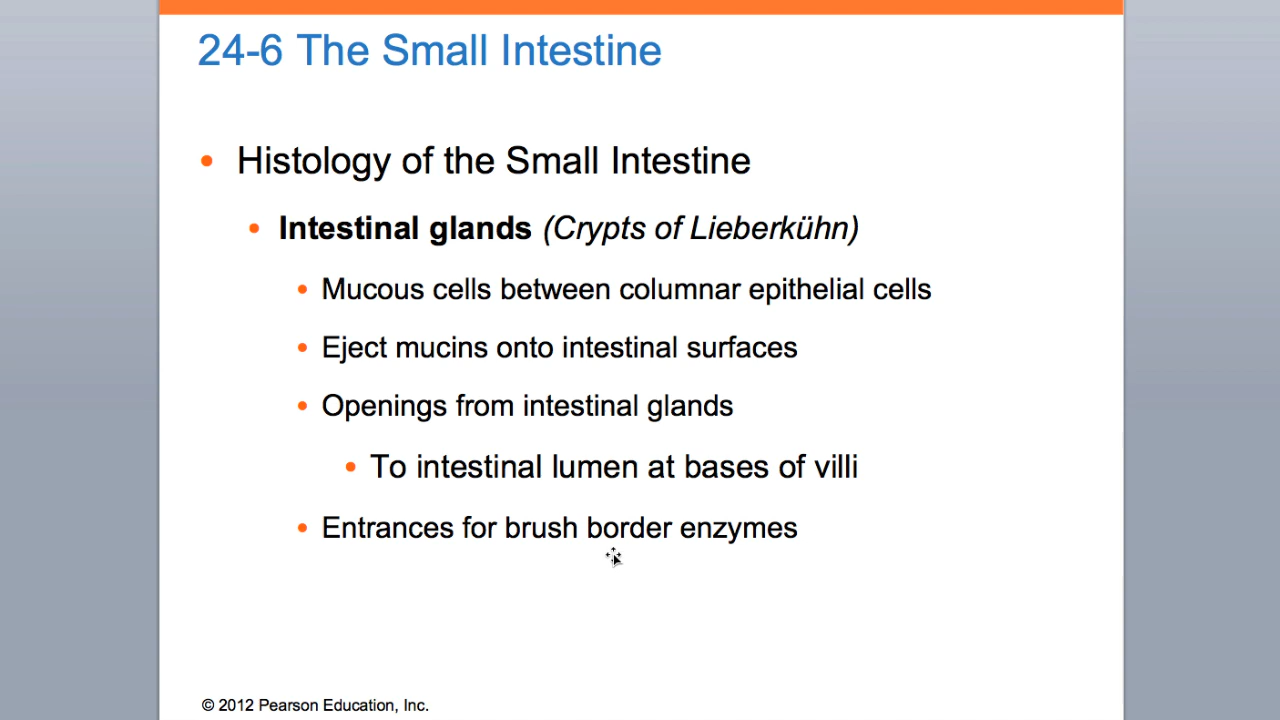 24-6 The Small Intestine
• Histology of the Small Intestine
• Intestinal glands (Crypts of Lieberkühn)
• Mucous cells between columnar epithelial cells
• Eject mucins onto intestinal surfaces
• Openings from intestinal glands
• To intestinal lumen at bases of villi
• Entrances for brush border enzymes
© 2012 Pearson Education, Inc.